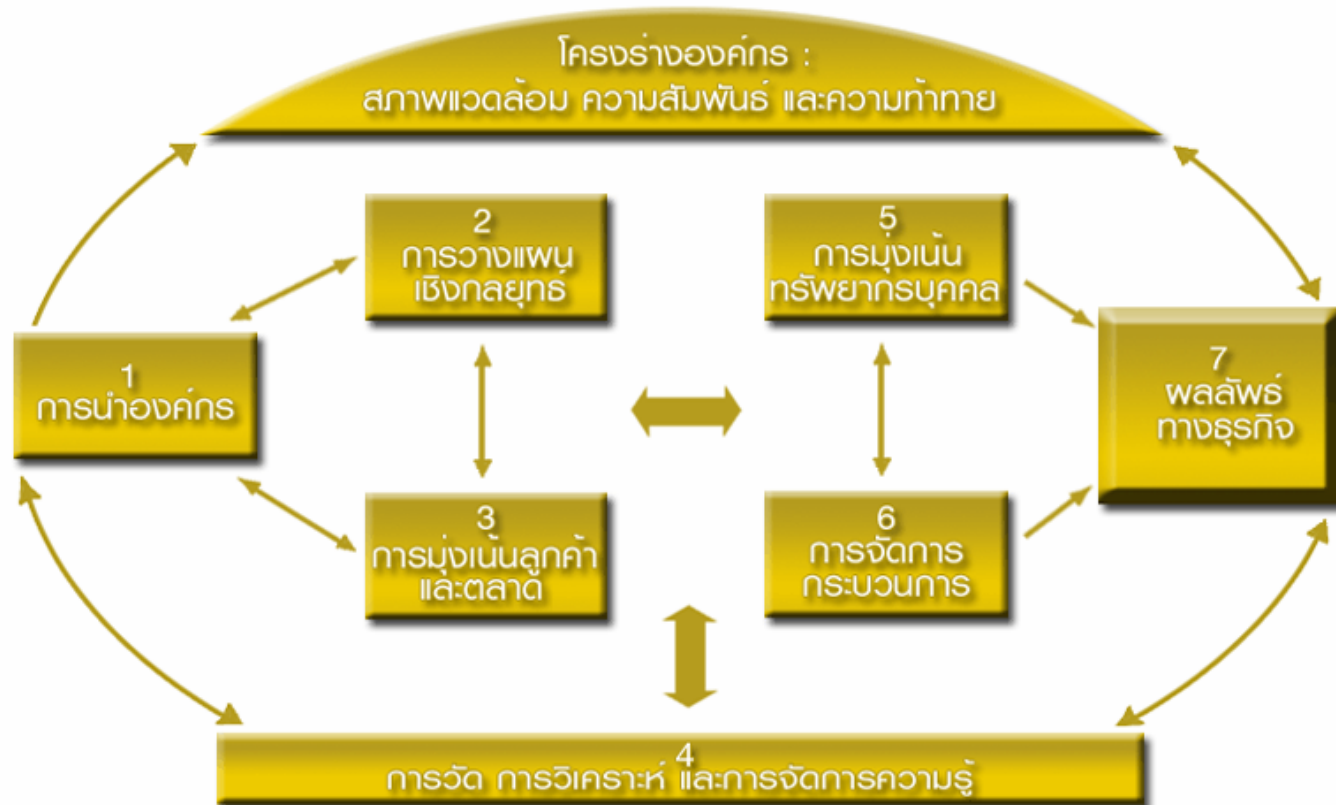 โครงร่างองค์กร :
สภาพแวดล้อม ความสัมพันธ์ และความท้าทาย
1
การนำองค์กร
2
การวางแผน
เชิงกลยุทธ์
3
การมุ่งเน้นลูกค้า
และตลาด
4
การวัด การวิเคราะห์ และการจัดการความรู้
5
การมุ่งเน้น
ทรัพยากรบุคคล
6
การจัดการ
กระบวนการ
7
ผลลัพธ์
ทางธุรกิจ